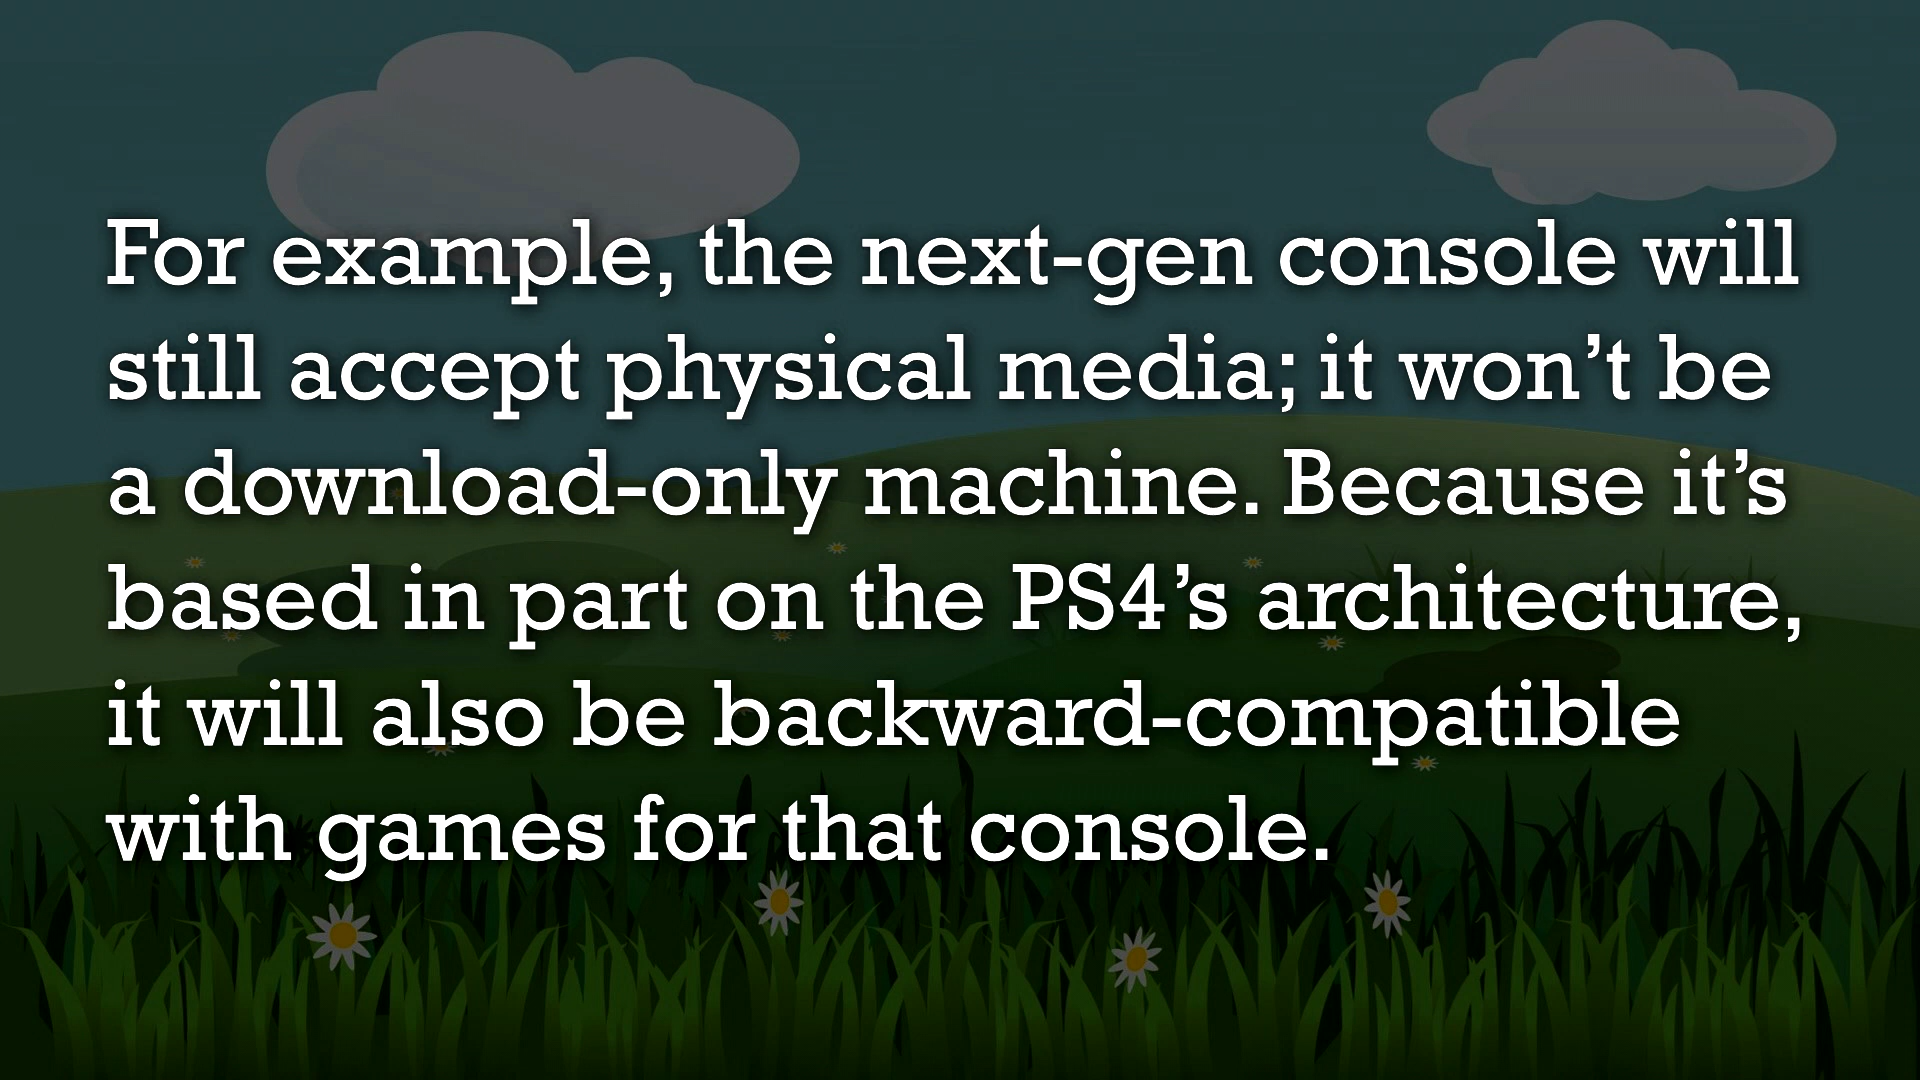 For example, the next-gen console will
still accept physical media; it won’t be
a download-only machine. Because it’s
based in part on the PS4’s architecture,
it will also be backward-compatible
with games for that console.